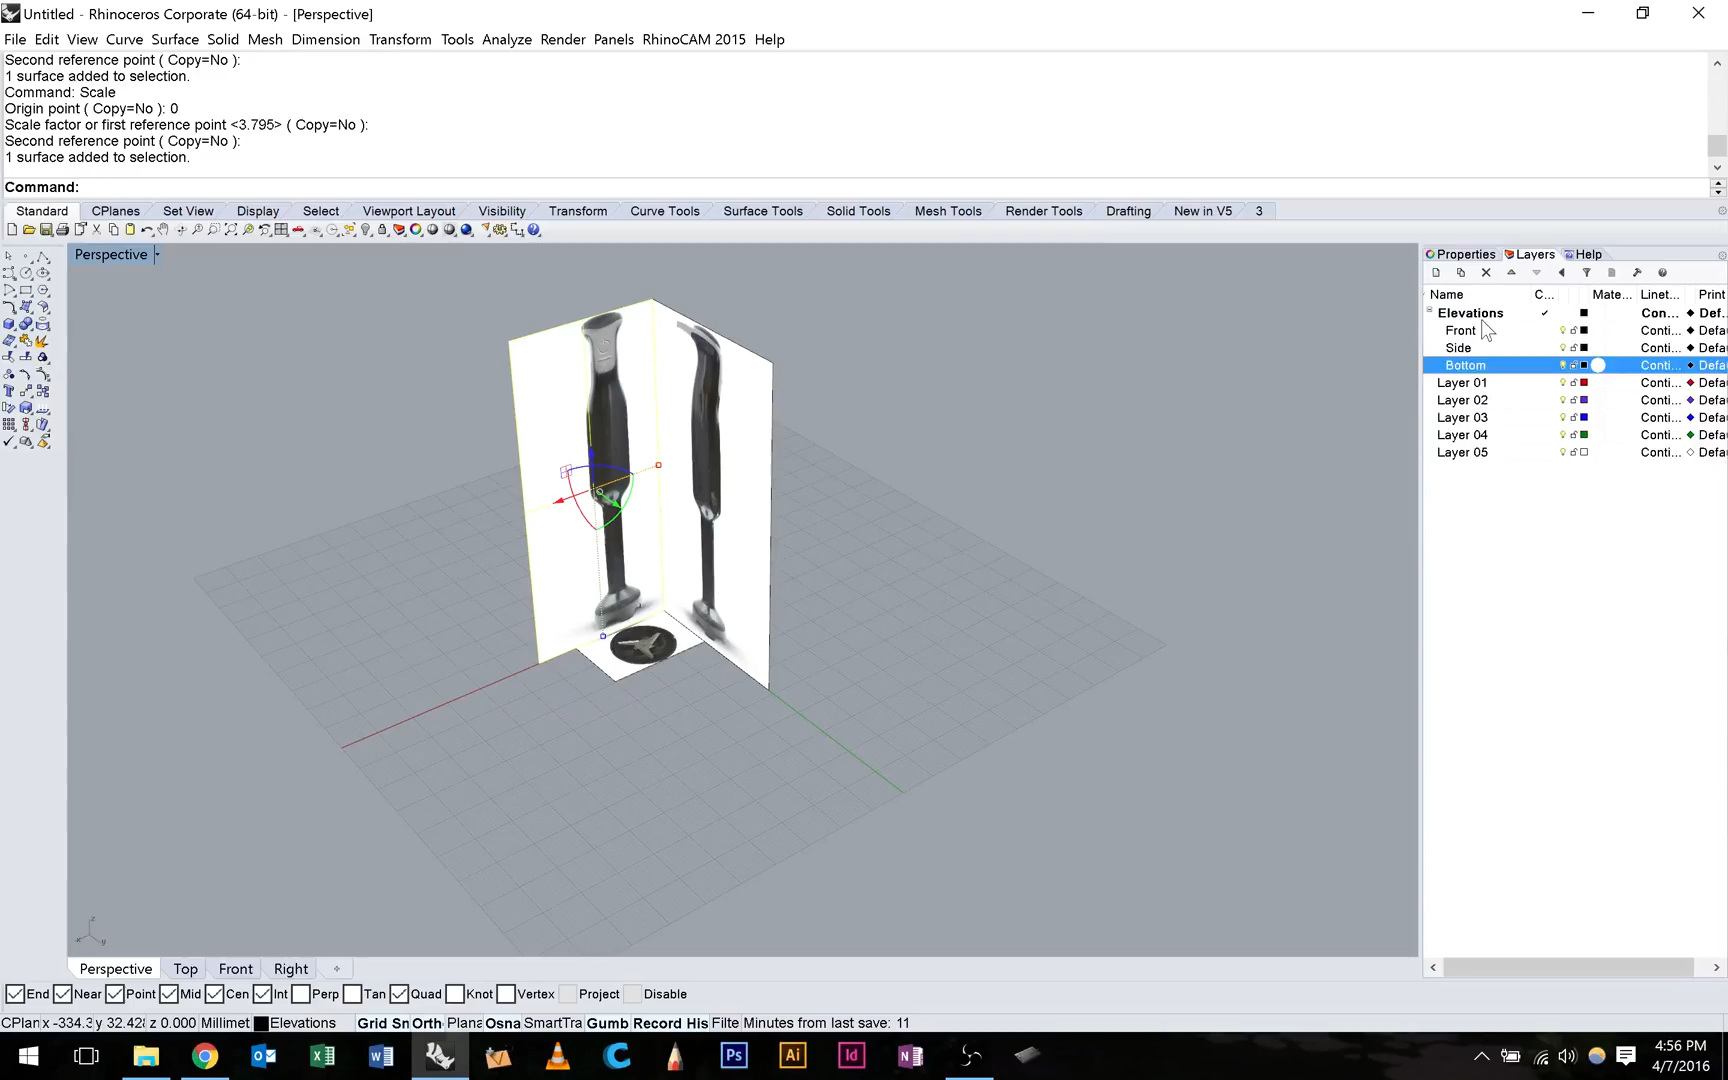 Untitled - Rhinoceros Corporate (64-bit) - [Perspective]
File Edit View Curve Surface Solid Mesh Dimension Transform Tools Analyze Render Panels RhinoCAM 2015 Help
Second reference point ( Copy=No ):
1 surface added to selection.
Command: Scale
Origin point ( Copy=No ): 0
Scale factor or first reference point <3.795> ( Copy=No ):
Second reference point ( Copy=No ):
1 surface added to selection.
Command:
Standard CPlanes Set View Display Select Viewport Layout Visibility Transform Curve Tools Surface Tools Solid Tools Mesh Tools Render Tools Drafting New in V5 3
Perspective
Properties Layers Help
Name C... Mate... Linet... Print
Elevations Con... Def...
Front Conti... Defa
Side Conti... Defa
Bottom Conti... Defa
Layer 01 Conti... Defa
Layer 02 Conti... Defa
Layer 03 Conti... Defa
Layer 04 Conti... Defa
Layer 05 Conti... Defa
z
x y
Perspective Top Front Right
End Near Point Mid Cen Int Perp Tan Quad Knot Vertex Project Disable
CPlan x -334.3 y 32.428 z 0.000 Millimet Elevations Grid Sn Orth Plana Osna SmartTra Gumb Record His Filte Minutes from last save: 11
4:56 PM
4/7/2016